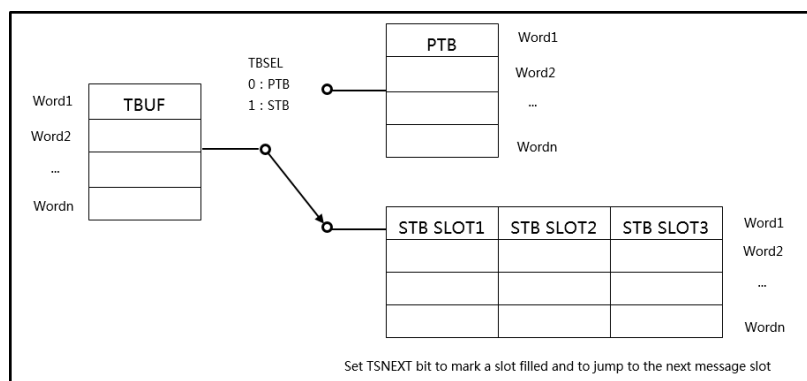 PTB
Word1
Word2
...
Wordn
TBSEL
0 : PTB
1 : STB
Word1
TBUF
Word2
...
Wordn
STB SLOT1 STB SLOT2 STB SLOT3
Word1
Word2
...
Wordn
Set TSNEXT bit to mark a slot filled and to jump to the next message slot